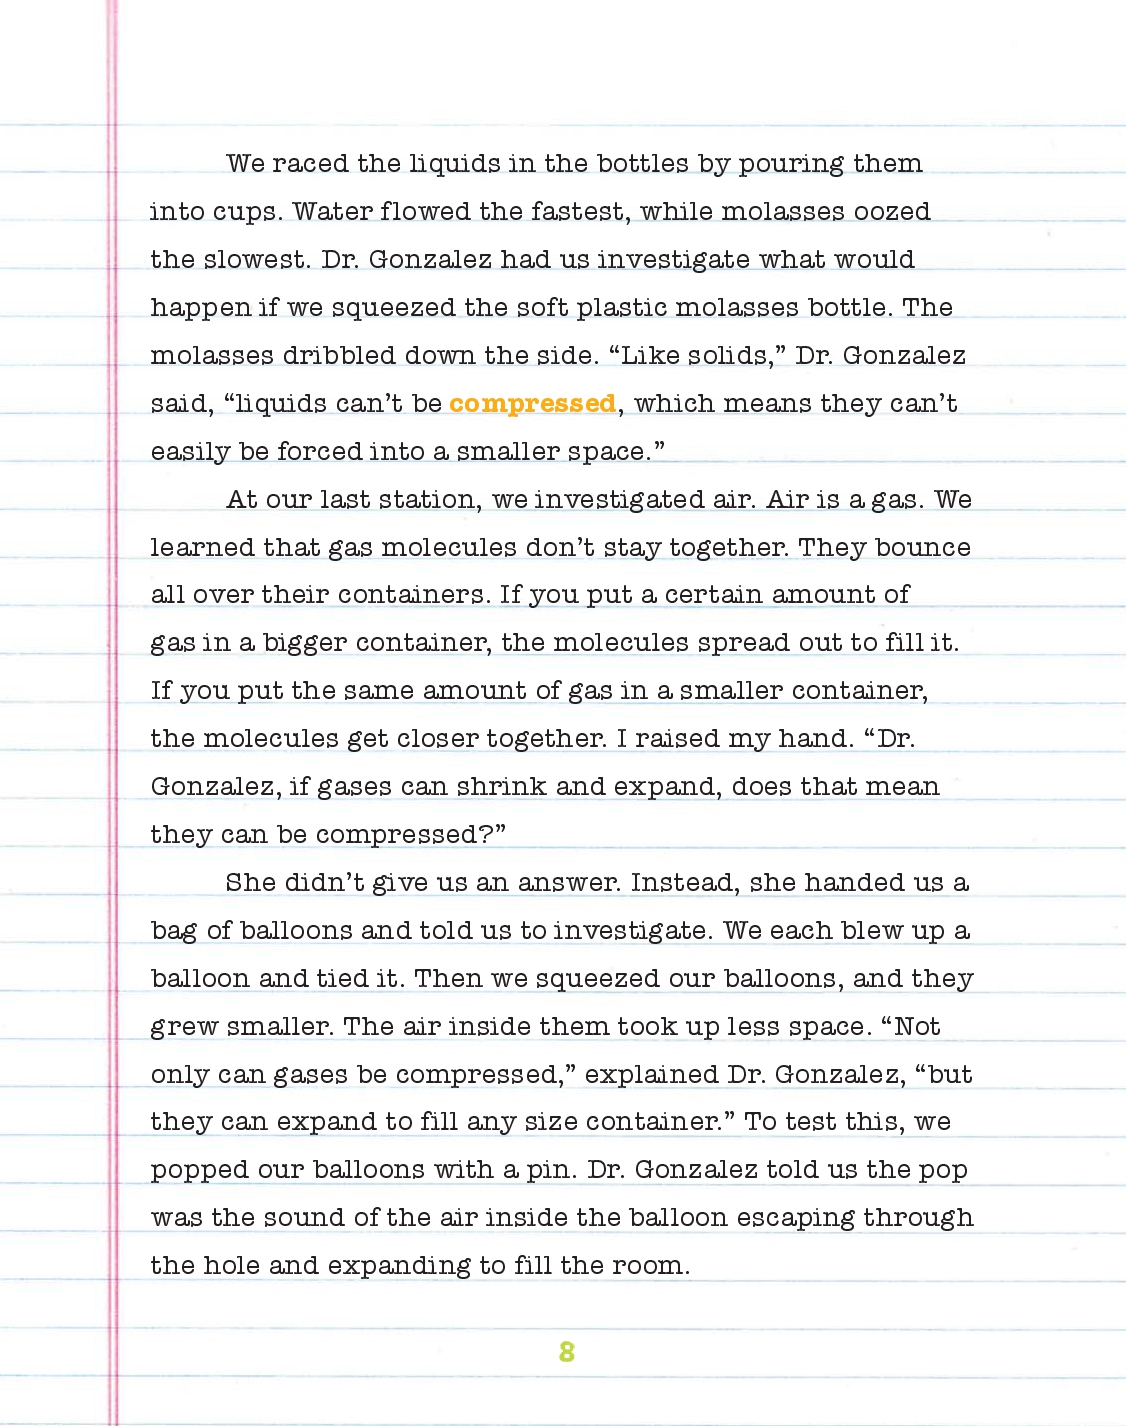 We raced the liquids in the bottles by pouring them
into cups. Water flowed the fastest, while molasses oozed
the slowest. Dr. Gonzalez had us investigate what would
happen if we squeezed the soft plastic molasses bottle. The
molasses dribbled down the side. “Like solids,” Dr. Gonzalez
said, “liquids can’t be compressed, which means they can’t
easily be forced into a smaller space.”
At our last station, we investigated air. Air is a gas. We
learned that gas molecules don’t stay together. They bounce
all over their containers. If you put a certain amount of
gas in a bigger container, the molecules spread out to fill it.
If you put the same amount of gas in a smaller container,
the molecules get closer together. I raised my hand. “Dr.
Gonzalez, if gases can shrink and expand, does that mean
they can be compressed?”
She didn’t give us an answer. Instead, she handed us a
bag of balloons and told us to investigate. We each blew up a
balloon and tied it. Then we squeezed our balloons, and they
grew smaller. The air inside them took up less space. “Not
only can gases be compressed,” explained Dr. Gonzalez, “but
they can expand to fill any size container.” To test this, we
popped our balloons with a pin. Dr. Gonzalez told us the pop
was the sound of the air inside the balloon escaping through
the hole and expanding to fill the room.
8